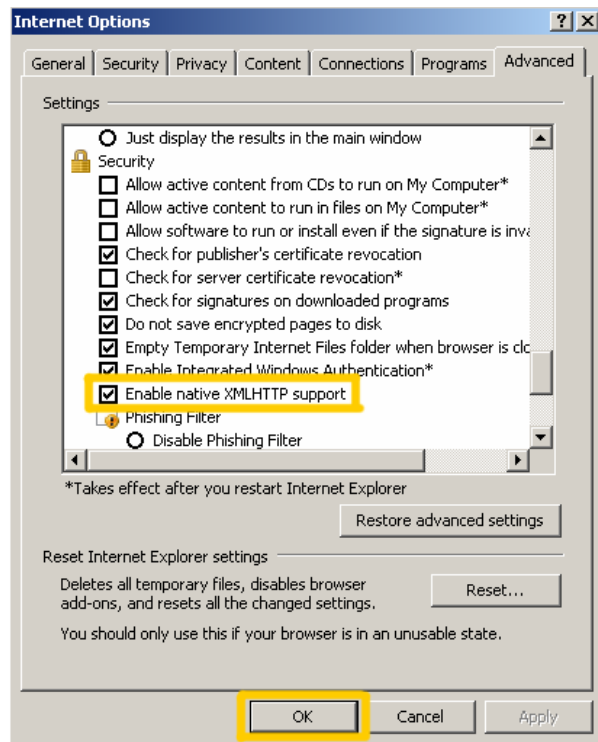 Internet Options
General Security Privacy Content Connections Programs Advanced
Settings
Just display the results in the main window
Security
Allow active content from CDs to run on My Computer*
Allow active content to run in files on My Computer*
Allow software to run or install even if the signature is inva
Check for publisher's certificate revocation
Check for server certificate revocation*
Check for signatures on downloaded programs
Do not save encrypted pages to disk
Empty Temporary Internet Files folder when browser is clo
Enable Integrated Windows Authentication*
Enable native XMLHTTP support
Phishing Filter
Disable Phishing Filter
*Takes effect after you restart Internet Explorer
Restore advanced settings
Reset Internet Explorer settings
Deletes all temporary files, disables browser
add-ons, and resets all the changed settings.
Reset...
You should only use this if your browser is in an unusable state.
OK Cancel Apply